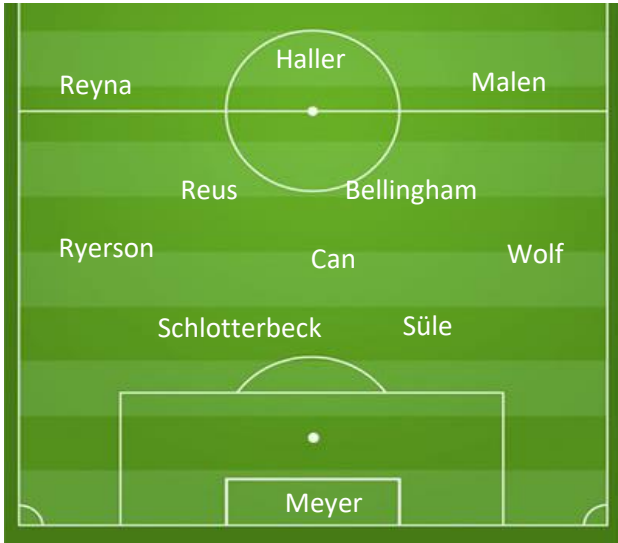 Haller
Reyna
Malen
Reus
Bellingham
Ryerson
Can
Wolf
Schlotterbeck
Süle
Meyer